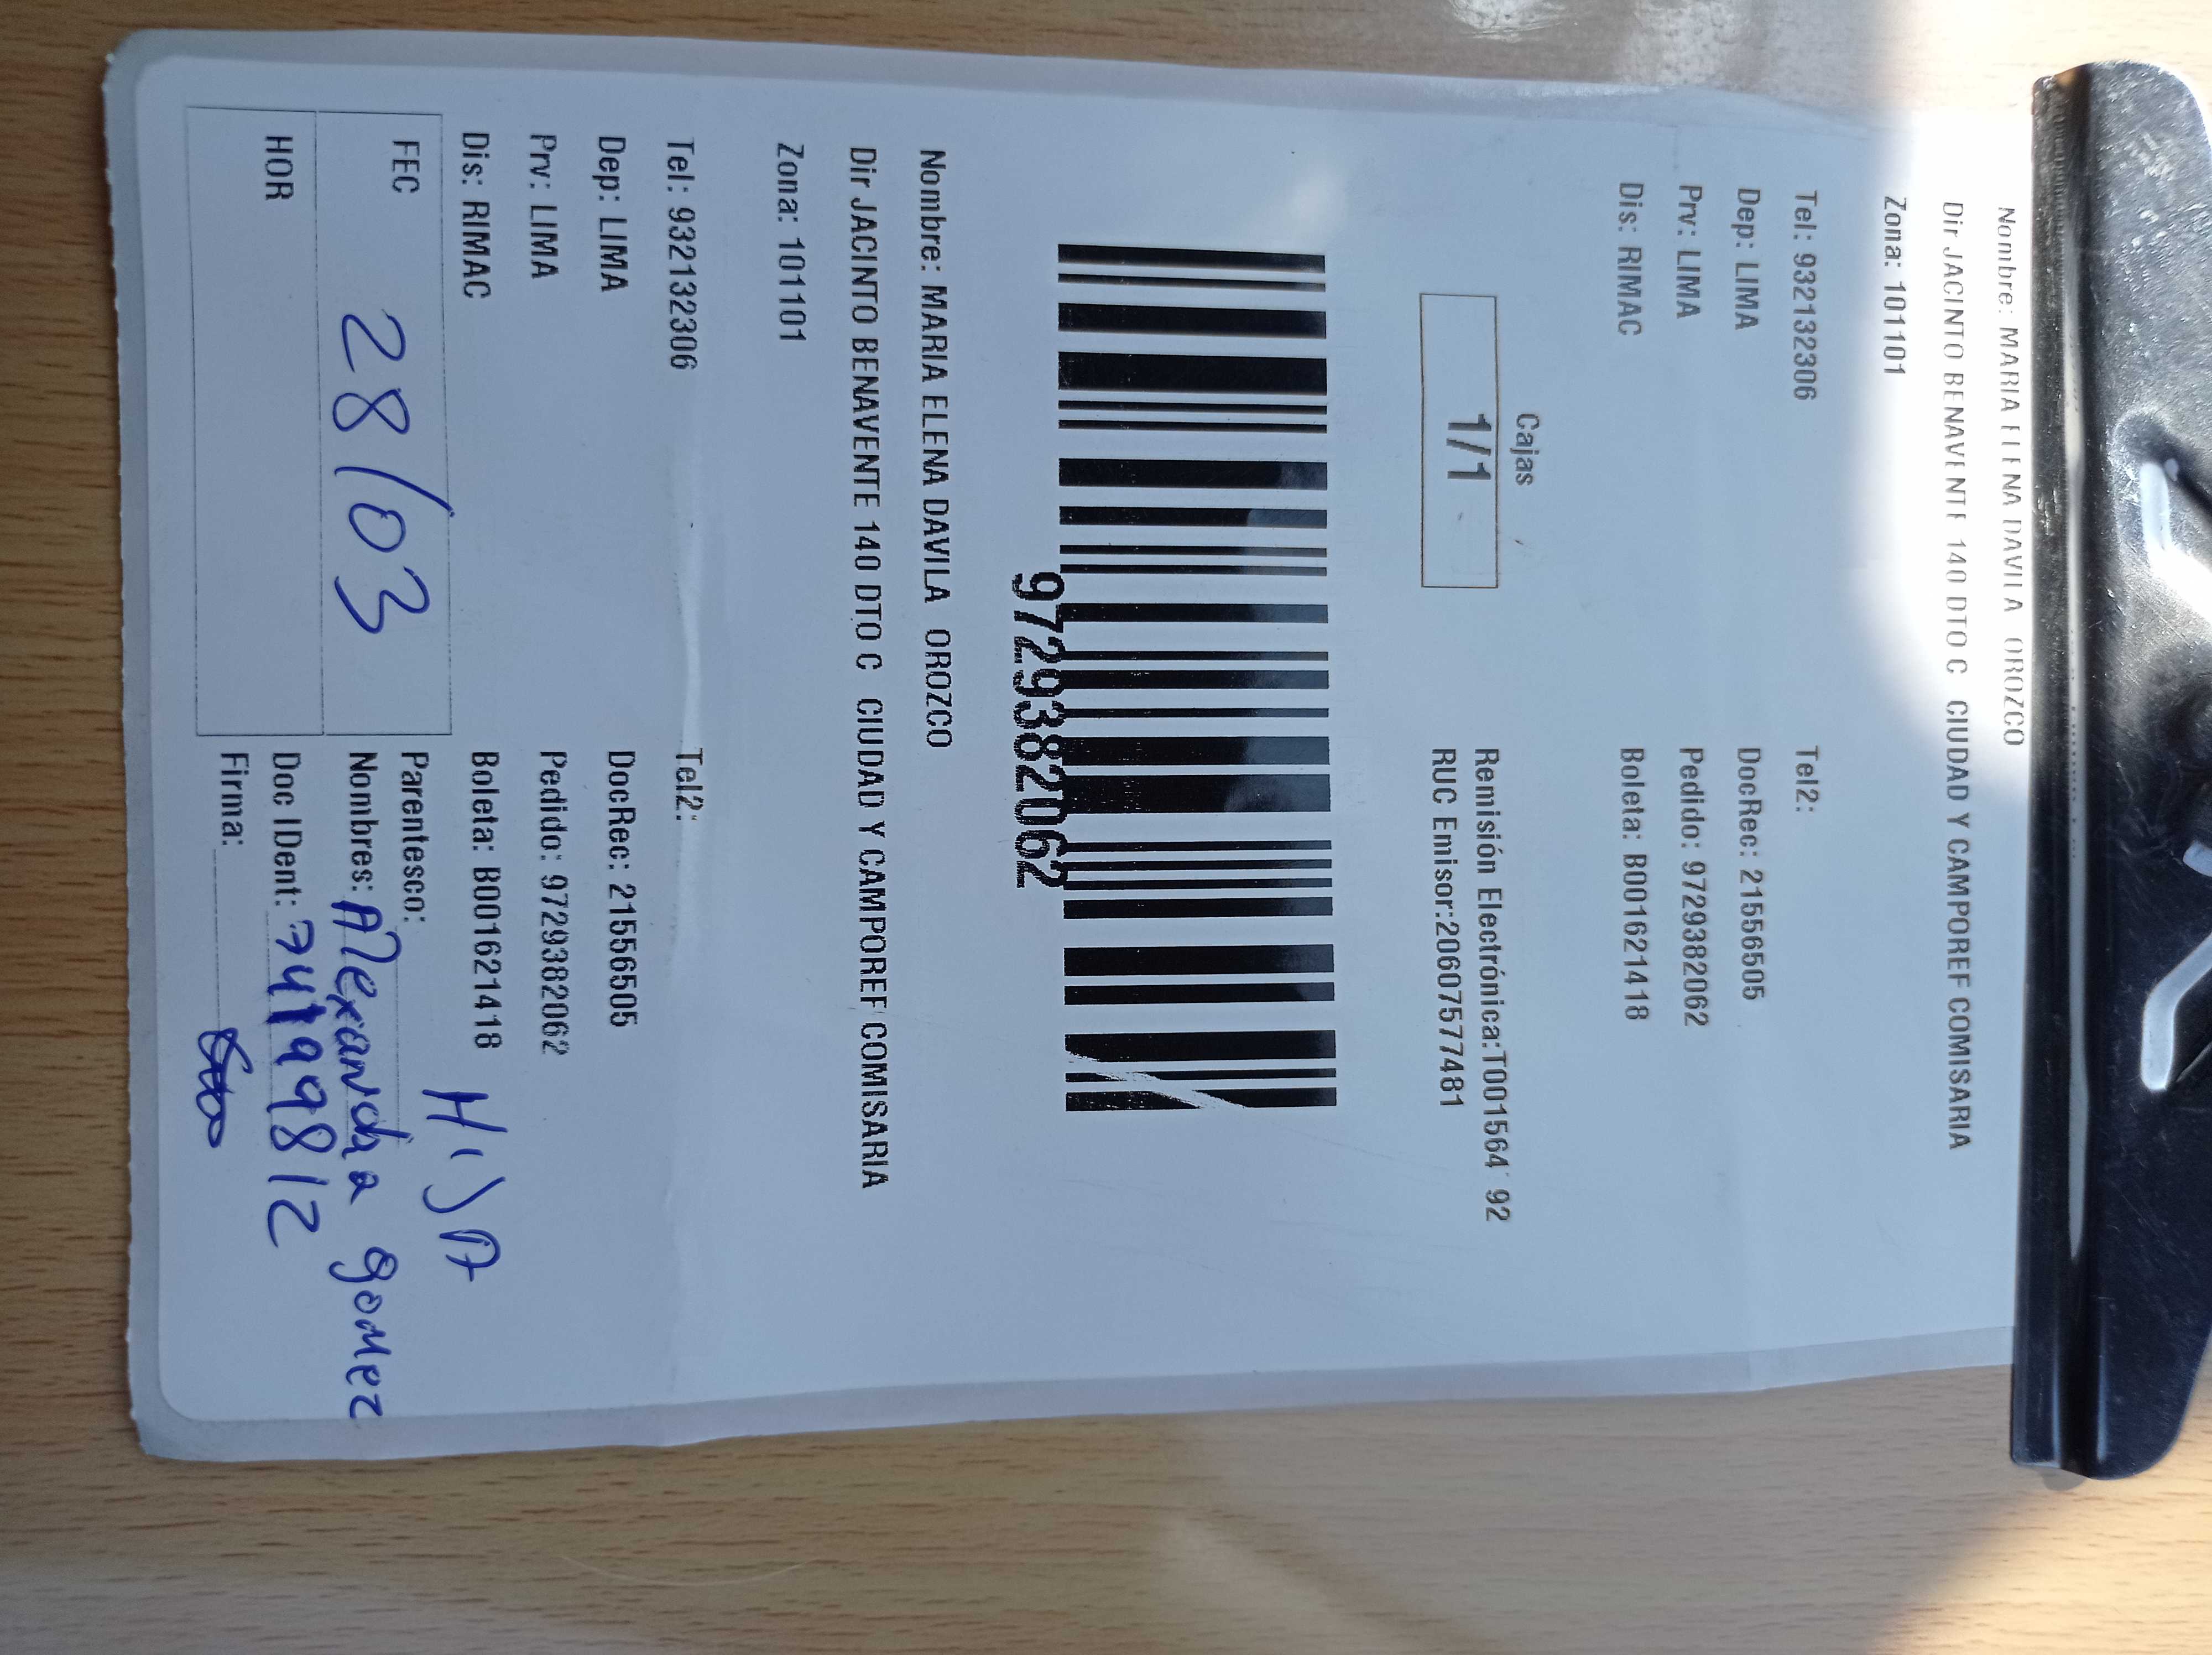 Nombre: MARIA ELENA DAVILA OROZCO
Dir JACINTO BENAVENTE 140 DTO C CIUDAD Y CAMPOREF COMISARIA
Zona: 101101
Tel: 932132306 Tel2:
Dep: LIMA DocRec: 21556505
Prv: LIMA Pedido: 9729382062
Dis: RIMAC Boleta: B001621418
Cajas Remisión Electrónica:T001564 92
1/1 RUC Emisor:20607577481
9729382062
Nombre: MARIA ELENA DAVILA OROZCO
Dir JACINTO BENAVENTE 140 DTO C CIUDAD Y CAMPOREF COMISARIA
Zona: 101101
Tel: 932132306 Tel2:
Dep: LIMA DocRec: 21556505
Prv: LIMA Pedido: 9729382062
Dis: RIMAC Boleta: B001621418
FEC 28/03 Parentesco: HIJA
Nombres: Alexandra gomez
HOR Doc IDent: 74199812
Firma: